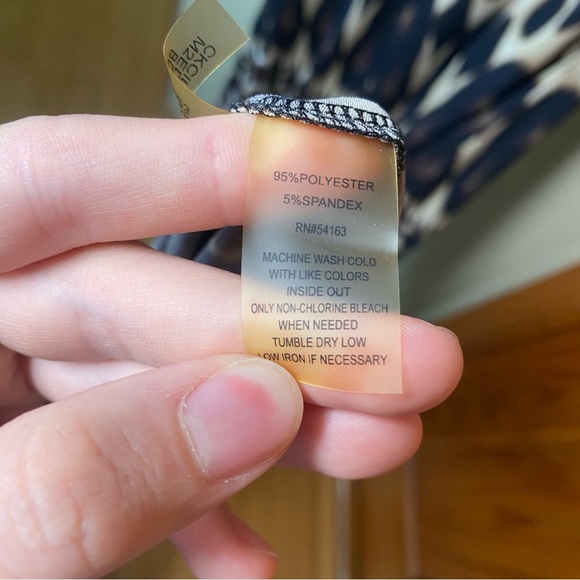 95%POLYESTER
5%SPANDEX
RN#54163
MACHINE WASH COLD
WITH LIKE COLORS
INSIDE OUT
ONLY NON-CHLORINE BLEACH
WHEN NEEDED
TUMBLE DRY LOW
LOW IRON IF NECESSARY